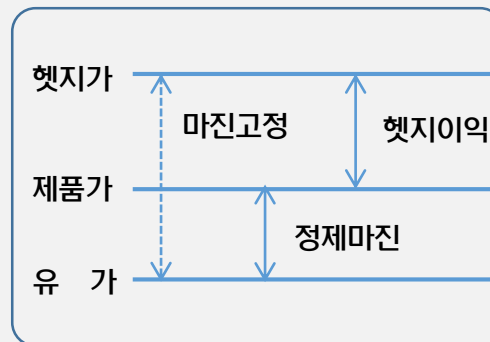 헷지가
마진고정
헷지이익
제품가
정제마진
유 가